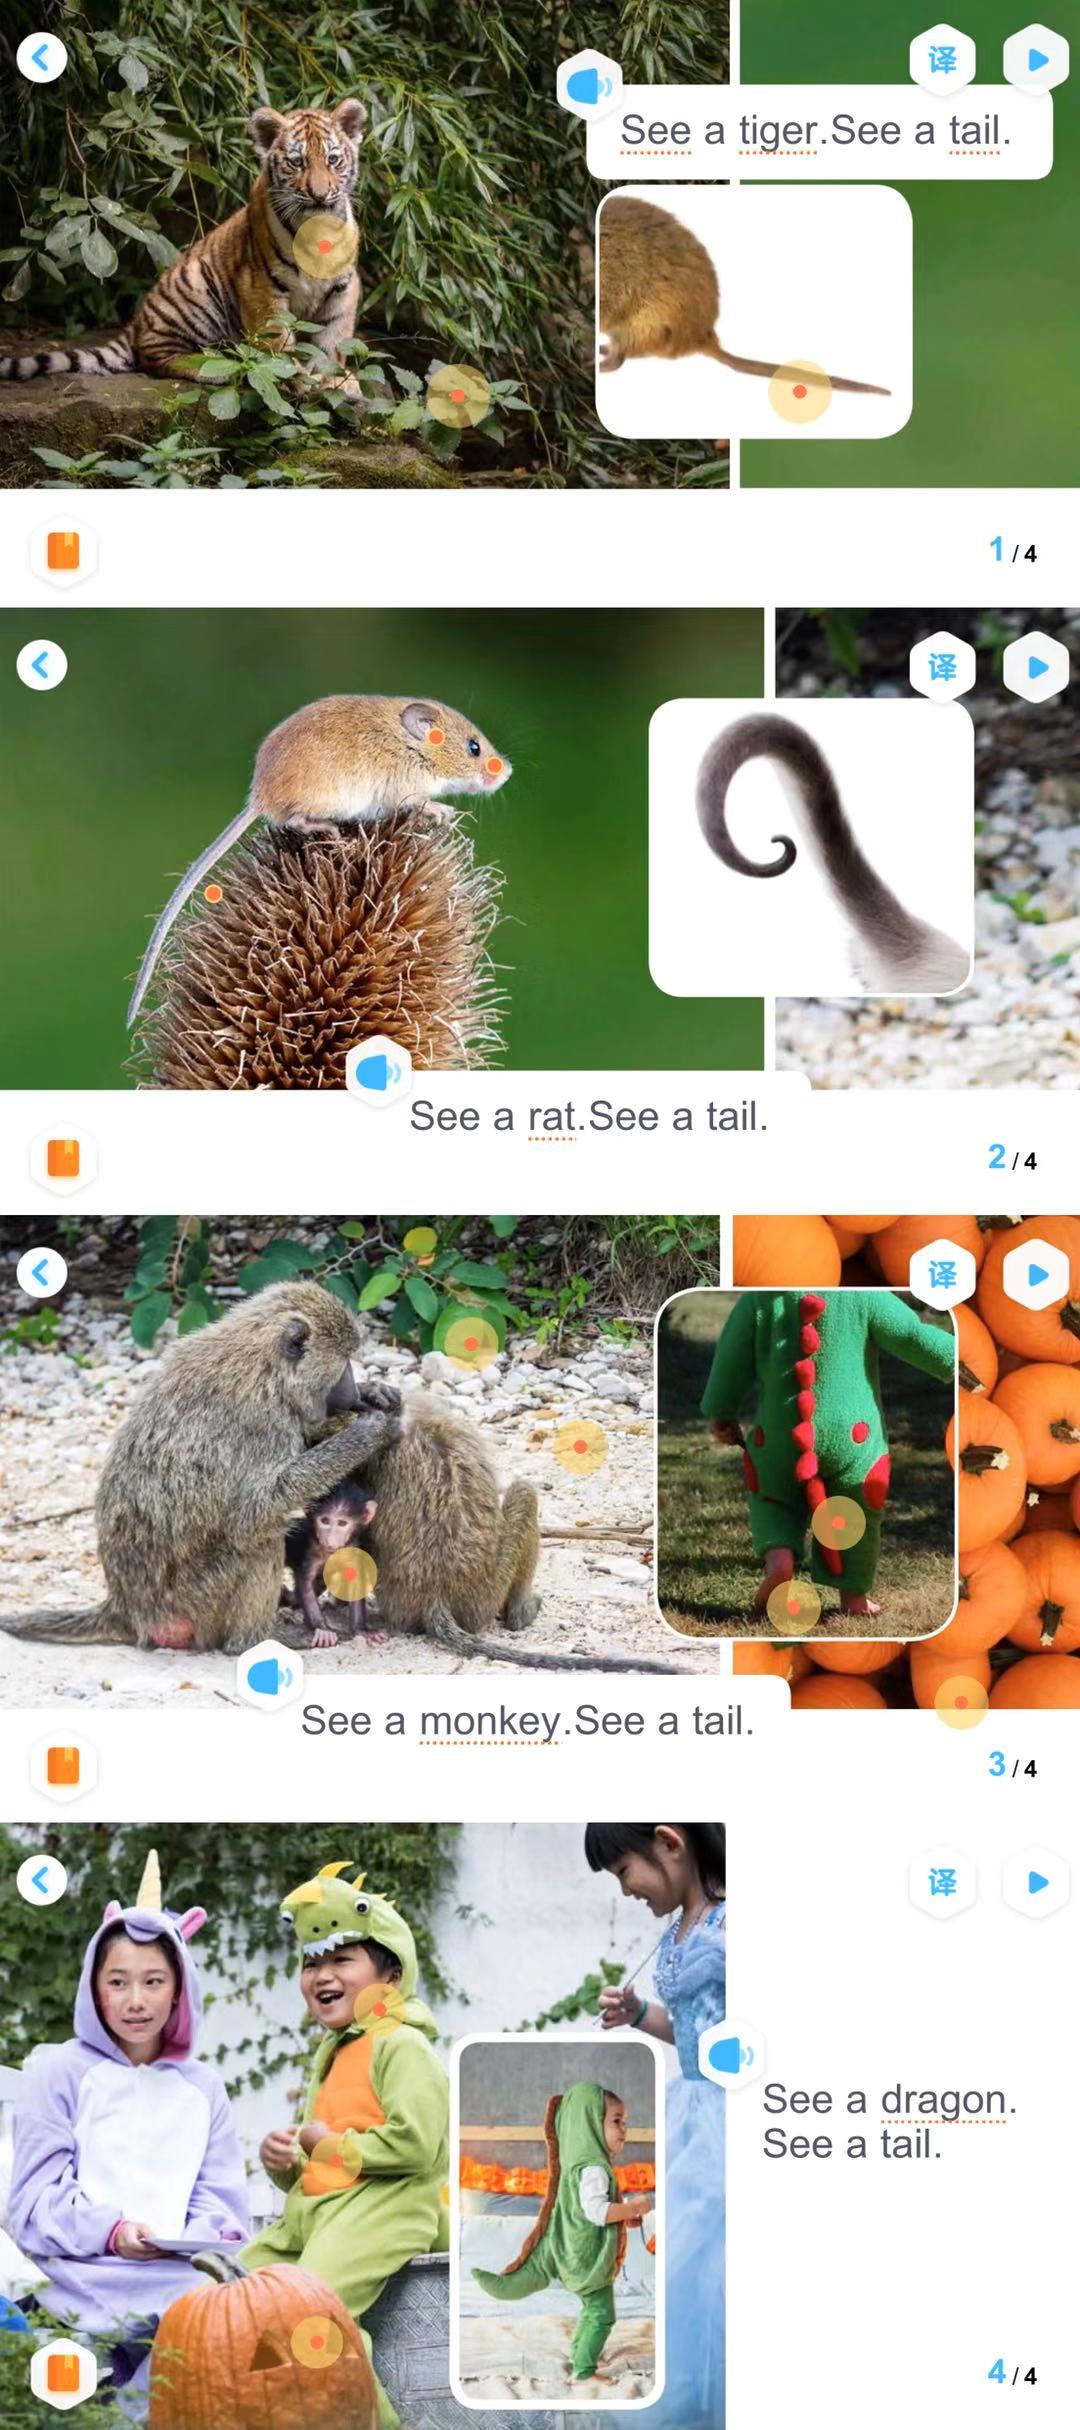 译
See a tiger.See a tail.
1/4
译
See a rat.See a tail.
2/4
译
See a monkey.See a tail.
3/4
译
See a dragon.
See a tail.
4/4